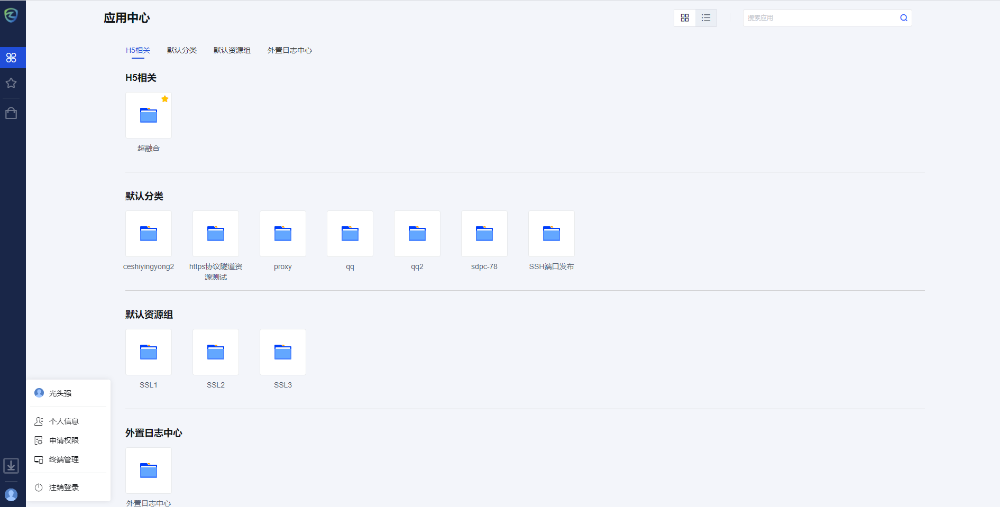 应用中心
搜索应用
H5相关
默认分类
默认资源组
外置日志中心
H5相关
超融合
默认分类
ceshiyingyong2
https协议隧道资
源测试
proxy
qq
qq2
sdpc-78
SSH端口发布
默认资源组
SSL1
SSL2
SSL3
外置日志中心
外置日志中心
光头强
个人信息
申请权限
终端管理
注销登录